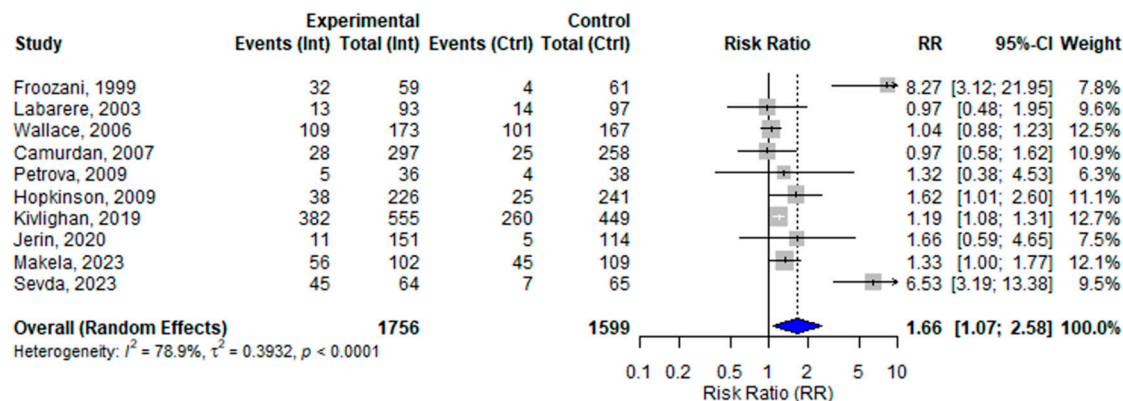 Experimental Control
Study Events (Int) Total (Int) Events (Ctrl) Total (Ctrl) Risk Ratio RR 95%-CI Weight
Froozani, 1999 32 59 4 61 8.27 [3.12; 21.95] 7.8%
Labarere, 2003 13 93 14 97 0.97 [0.48; 1.95] 9.6%
Wallace, 2006 109 173 101 167 1.04 [0.88; 1.23] 12.5%
Camurdan, 2007 28 297 25 258 0.97 [0.58; 1.62] 10.9%
Petrova, 2009 5 36 4 38 1.32 [0.38; 4.53] 6.3%
Hopkinson, 2009 38 226 25 241 1.62 [1.01; 2.60] 11.1%
Kivlighan, 2019 382 555 260 449 1.19 [1.08; 1.31] 12.7%
Jerin, 2020 11 151 5 114 1.66 [0.59; 4.65] 7.5%
Makela, 2023 56 102 45 109 1.33 [1.00; 1.77] 12.1%
Sevda, 2023 45 64 7 65 6.53 [3.19; 13.38] 9.5%
Overall (Random Effects) 1756 1599 1.66 [1.07; 2.58] 100.0%
Heterogeneity: I² = 78.9%, τ² = 0.3932, p < 0.0001
0.1 0.2 0.5 1 2 5 10
Risk Ratio (RR)